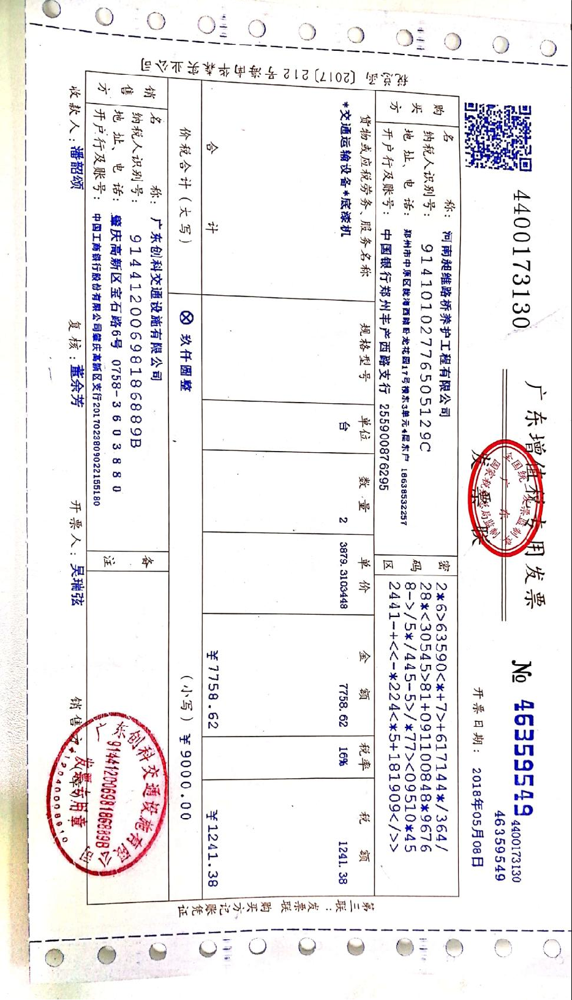 4400173130
广东增值税专用发票
№ 46359549
4400173130
46359549
发票联
全国统一发票监制章
广东
国家税务总局监制
开票日期：2018年05月08日
税总函〔2017〕212号海南华森实业公司
购买方
名称：河南昶维路桥养护工程有限公司
纳税人识别号：91410102776505129C
地址、电话：郑州市中原区陇海西路卧龙花园17号楼东3单元4层东户 18638532257
开户行及账号：中国银行郑州丰产西路支行 255900876295
密码区
2*6>63590<*+7>+617144*/364/
28*<30545>81+091100848*9676
8->/5*/445-5>/*77><09510*45
2441-+<<-*224<*5+181909</>>
货物或应税劳务、服务名称 规格型号 单位 数量 单价 金额 税率 税额
*交通运输设备*底漆机 台 2 3879.3103448 7758.62 16% 1241.38
合计 ￥7758.62 ￥1241.38
价税合计（大写） ⊗玖仟圆整 （小写）￥9000.00
销售方
名称：广东创科交通设施有限公司
纳税人识别号：91441200698186889B
地址、电话：肇庆高新区宝石路6号 0758-3603880
开户行及账号：中国工商银行股份有限公司肇庆高新区支行2017023809022155180
备注
收款人：潘韶颂 复核：董余芳 开票人：吴瑞弦 销售方：（章）
广东创科交通设施有限公司
91441200698186889B
发票专用章
第三联：发票联 购买方记账凭证